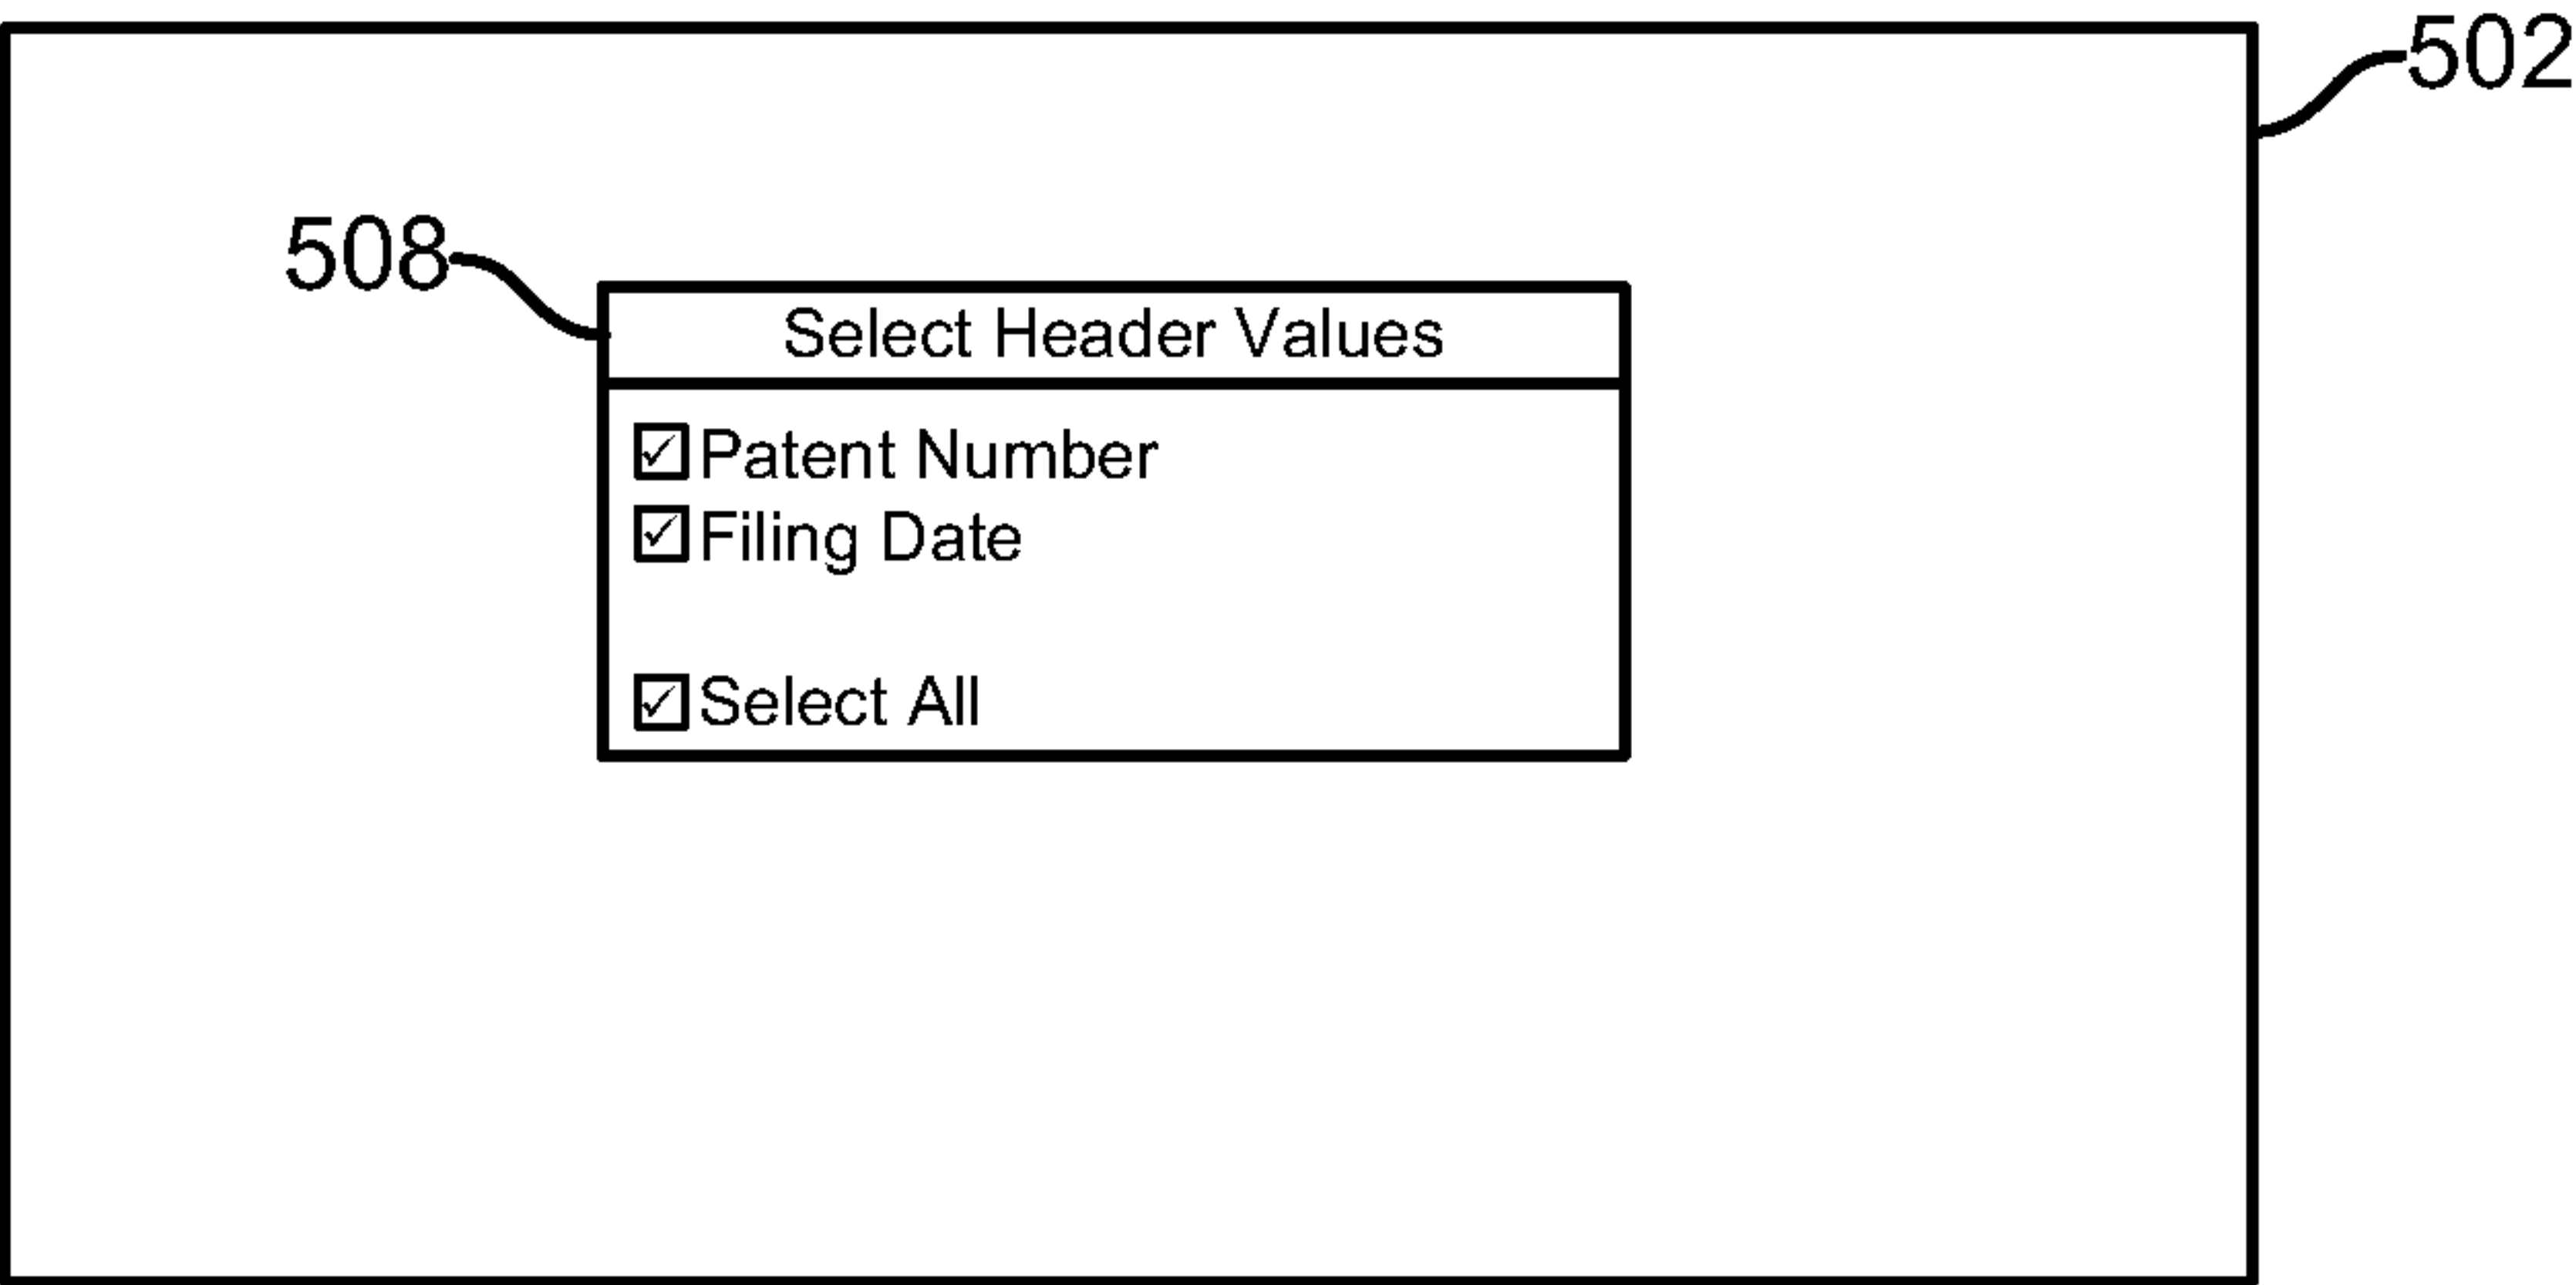 502
508
Select Header Values
Patent Number
Filing Date
Select All